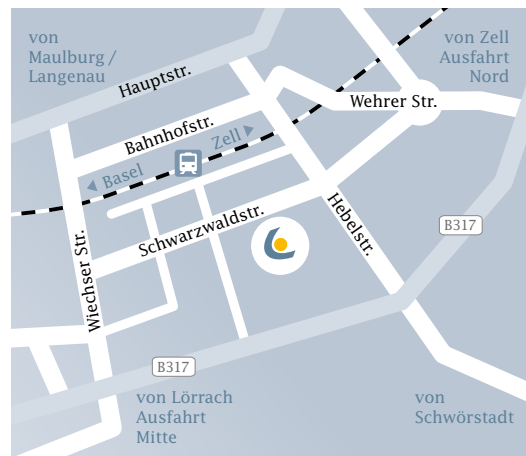 von
Maulburg /
Langenau
von Zell
Ausfahrt
Nord
Hauptstr.
Wehrer Str.
Bahnhofstr.
Zell
Basel
Schwarzwaldstr.
Hebelstr.
Wiechser Str.
B317
B317
von Lörrach
Ausfahrt
Mitte
von
Schwörstadt